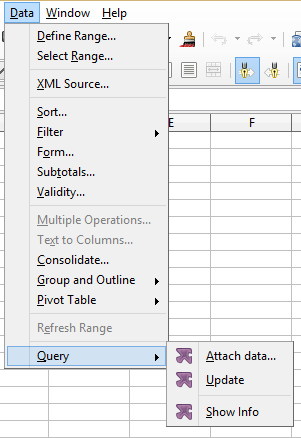 Data Window Help
Define Range...
Select Range...
XML Source...
Sort...
Filter
Form...
Subtotals...
Validity...
Multiple Operations...
Text to Columns...
Consolidate...
Group and Outline
Pivot Table
Refresh Range
Query
E F
Attach data...
Update
Show Info